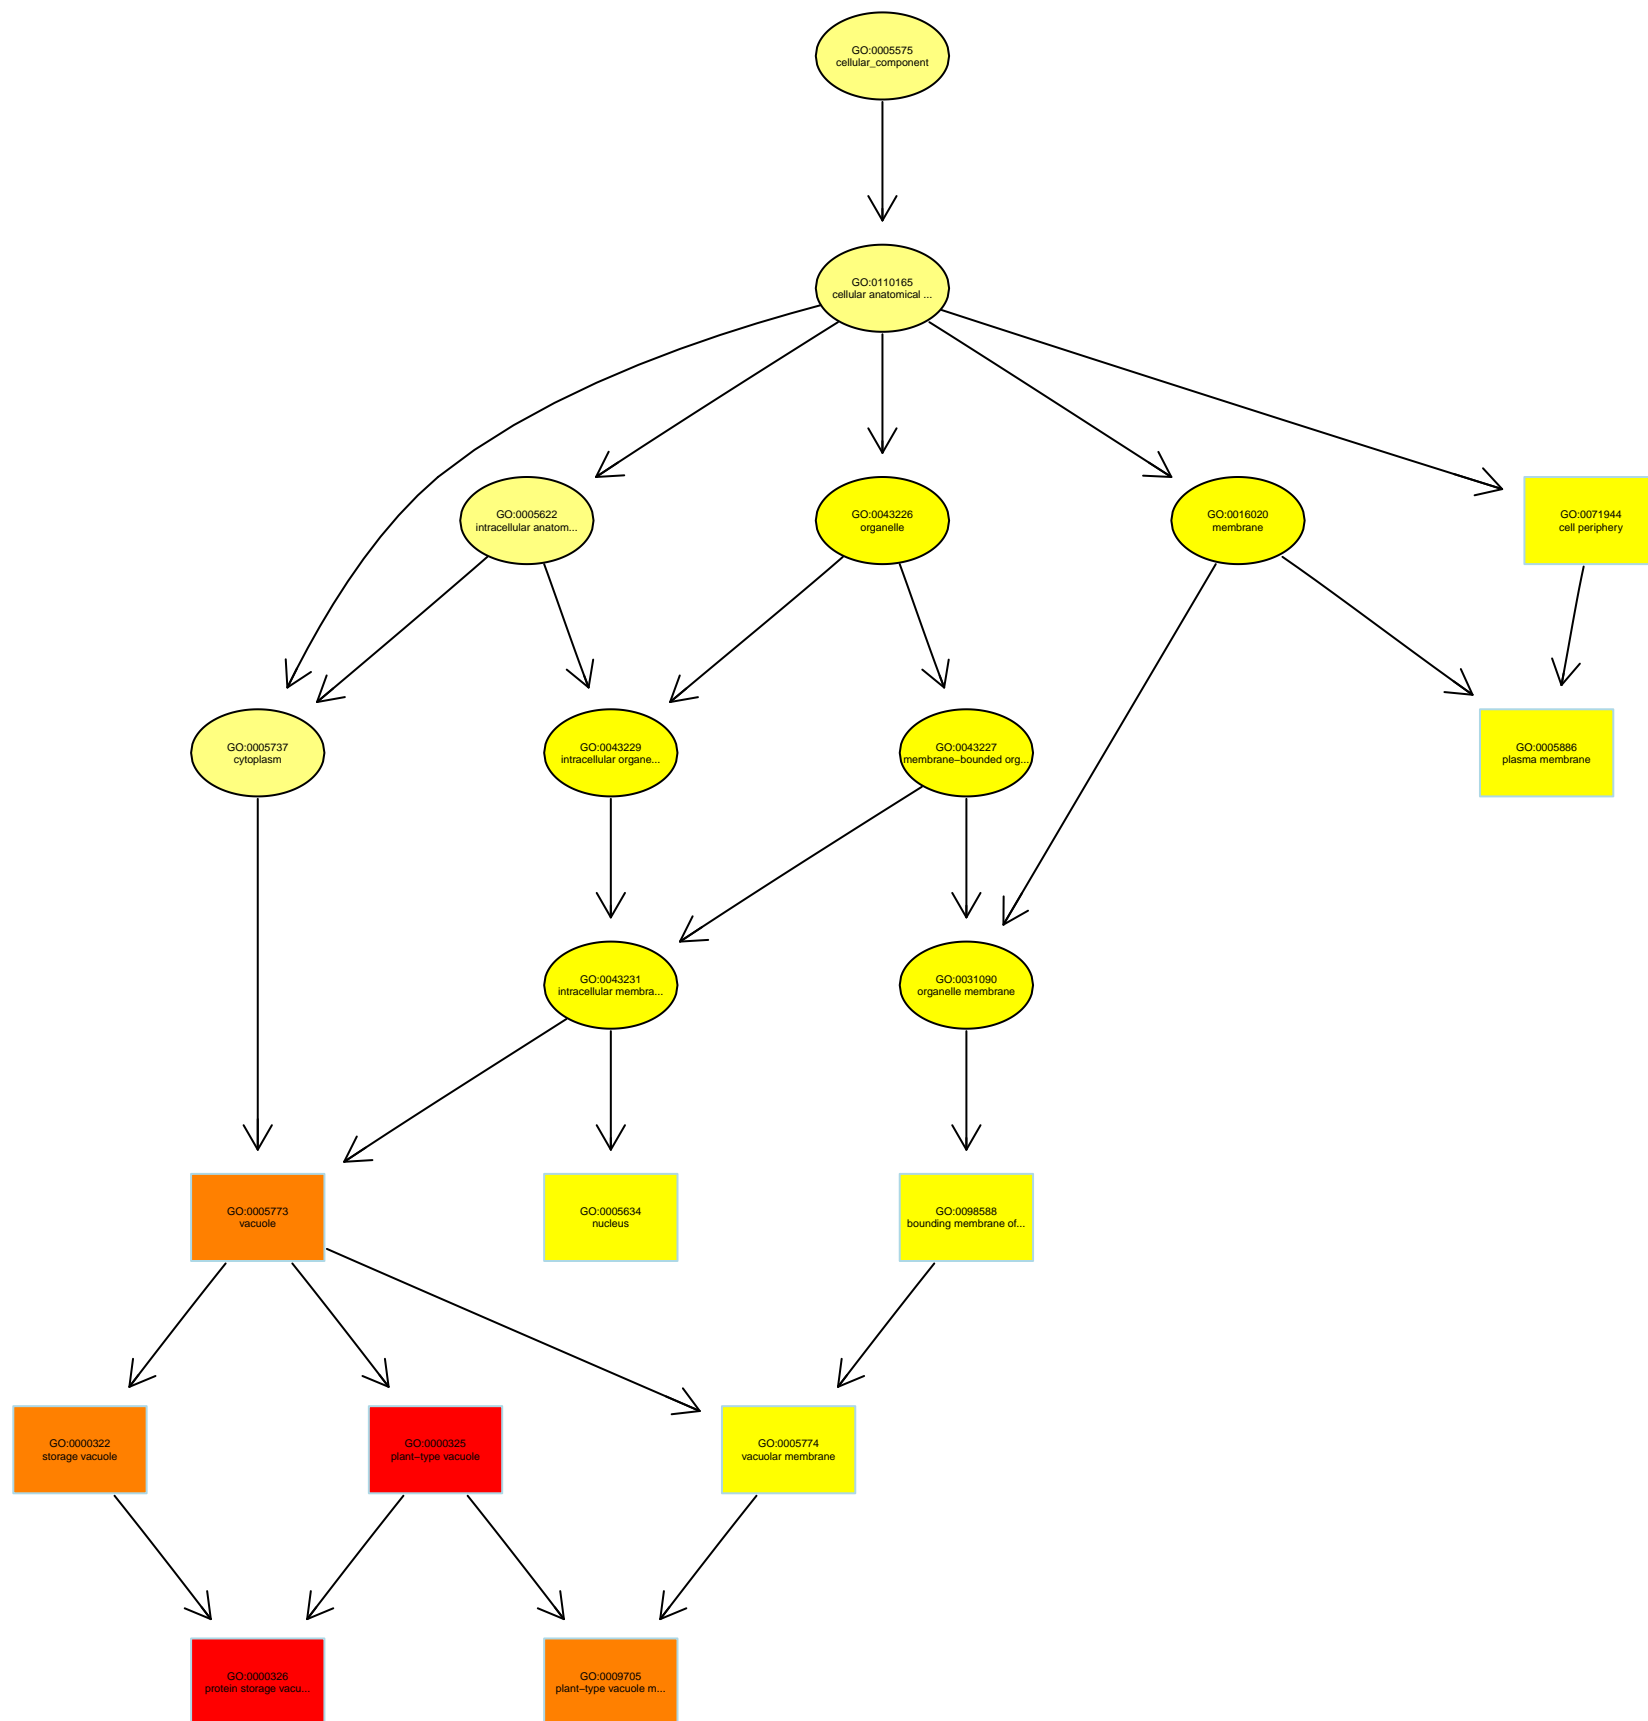 GO:0005575
cellular_component
GO:0110165
cellular anatomical ...
GO:0005622
intracellular anatom...
GO:0043226
organelle
GO:0016020
membrane
GO:0071944
cell periphery
GO:0005737
cytoplasm
GO:0043229
intracellular organe...
GO:0043227
membrane−bounded org...
GO:0005886
plasma membrane
GO:0043231
intracellular membra...
GO:0031090
organelle membrane
GO:0005773
vacuole
GO:0005634
nucleus
GO:0098588
bounding membrane of...
GO:0000322
storage vacuole
GO:0000325
plant−type vacuole
GO:0005774
vacuolar membrane
GO:0000326
protein storage vacu...
GO:0009705
plant−type vacuole m...